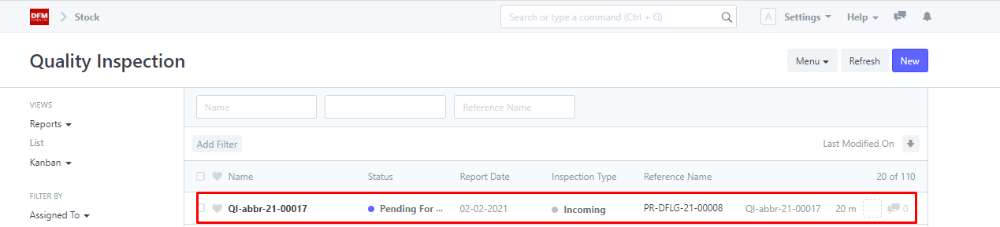 DFM Stock Search or type a command (Ctrl + G) A Settings Help
Quality Inspection Menu Refresh New
VIEWS
Reports
List
Kanban
FILTER BY
Assigned To
Name Reference Name
Add Filter Last Modified On
Name Status Report Date Inspection Type Reference Name 20 of 110
QI-abbr-21-00017 Pending For ... 02-02-2021 Incoming PR-DFLG-21-00008 QI-abbr-21-00017 20 m 0